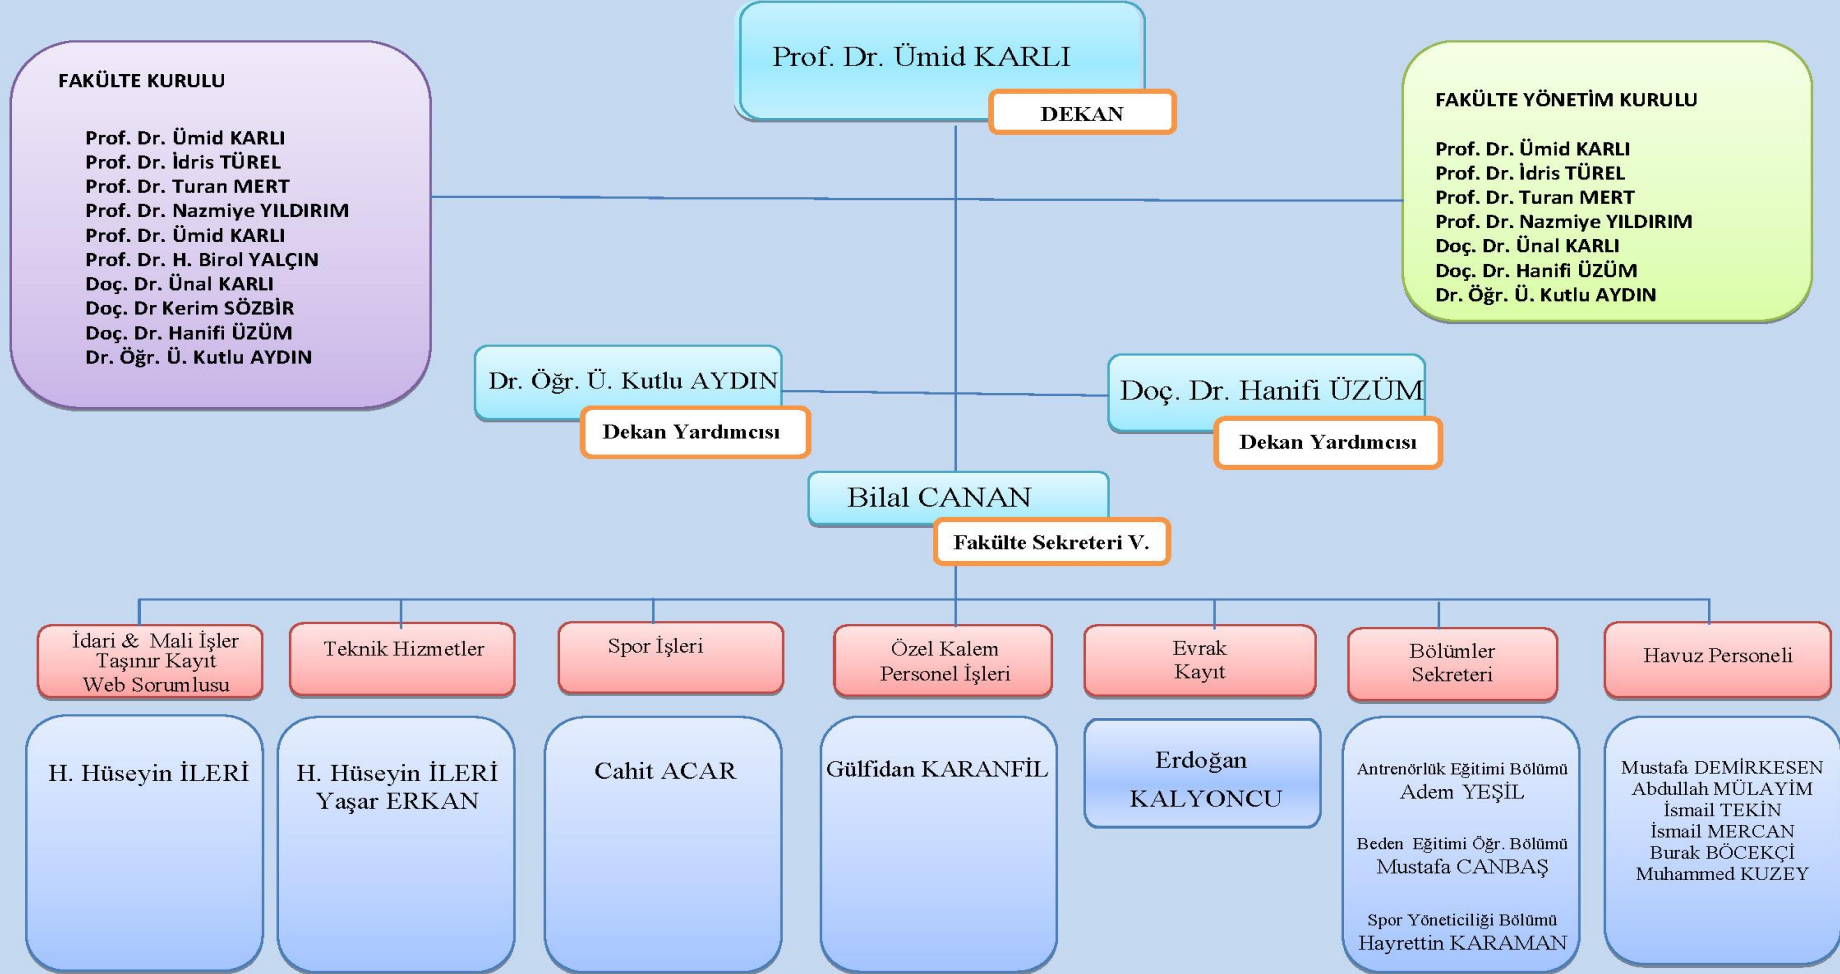 Prof. Dr. Ümid KARLI
DEKAN
FAKÜLTE KURULU
Prof. Dr. Ümid KARLI
Prof. Dr. İdris TÜREL
Prof. Dr. Turan MERT
Prof. Dr. Nazmiye YILDIRIM
Prof. Dr. Ümid KARLI
Prof. Dr. H. Birol YALÇIN
Doç. Dr. Ünal KARLI
Doç. Dr Kerim SÖZBİR
Doç. Dr. Hanifi ÜZÜM
Dr. Öğr. Ü. Kutlu AYDIN
FAKÜLTE YÖNETİM KURULU
Prof. Dr. Ümid KARLI
Prof. Dr. İdris TÜREL
Prof. Dr. Turan MERT
Prof. Dr. Nazmiye YILDIRIM
Doç. Dr. Ünal KARLI
Doç. Dr. Hanifi ÜZÜM
Dr. Öğr. Ü. Kutlu AYDIN
Dr. Öğr. Ü. Kutlu AYDIN
Dekan Yardımcısı
Doç. Dr. Hanifi ÜZÜM
Dekan Yardımcısı
Bilal CANAN
Fakülte Sekreteri V.
İdari & Mali İşler
Taşınır Kayıt
Web Sorumlusu
H. Hüseyin İLERİ
Teknik Hizmetler
H. Hüseyin İLERİ
Yaşar ERKAN
Spor İşleri
Cahit ACAR
Özel Kalem
Personel İşleri
Gülfidan KARANFİL
Evrak
Kayıt
Erdoğan
KALYONCU
Bölümler
Sekreteri
Antrenörlük Eğitimi Bölümü
Adem YEŞİL
Beden Eğitimi Öğr. Bölümü
Mustafa CANBAŞ
Spor Yöneticiliği Bölümü
Hayrettin KARAMAN
Havuz Personeli
Mustafa DEMİRKESEN
Abdullah MÜLAYİM
İsmail TEKİN
İsmail MERCAN
Burak BÖCEKÇİ
Muhammed KUZEY